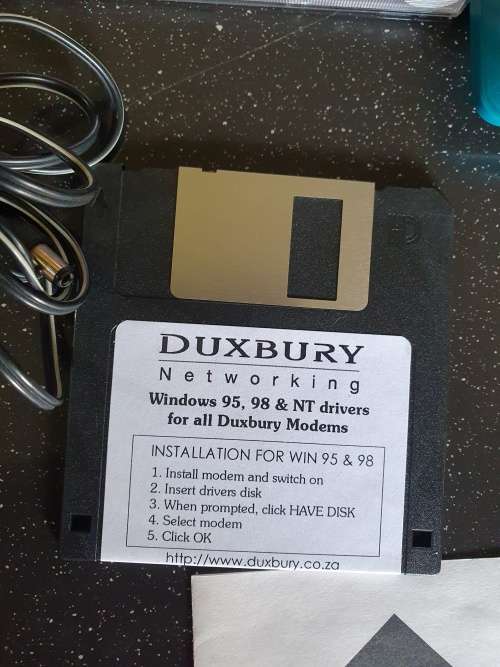 DUXBURY
Networking
Windows 95, 98 & NT drivers
for all Duxbury Modems
INSTALLATION FOR WIN 95 & 98
1. Install modem and switch on
2. Insert drivers disk
3. When prompted, click HAVE DISK
4. Select modem
5. Click OK
http://www.duxbury.co.za